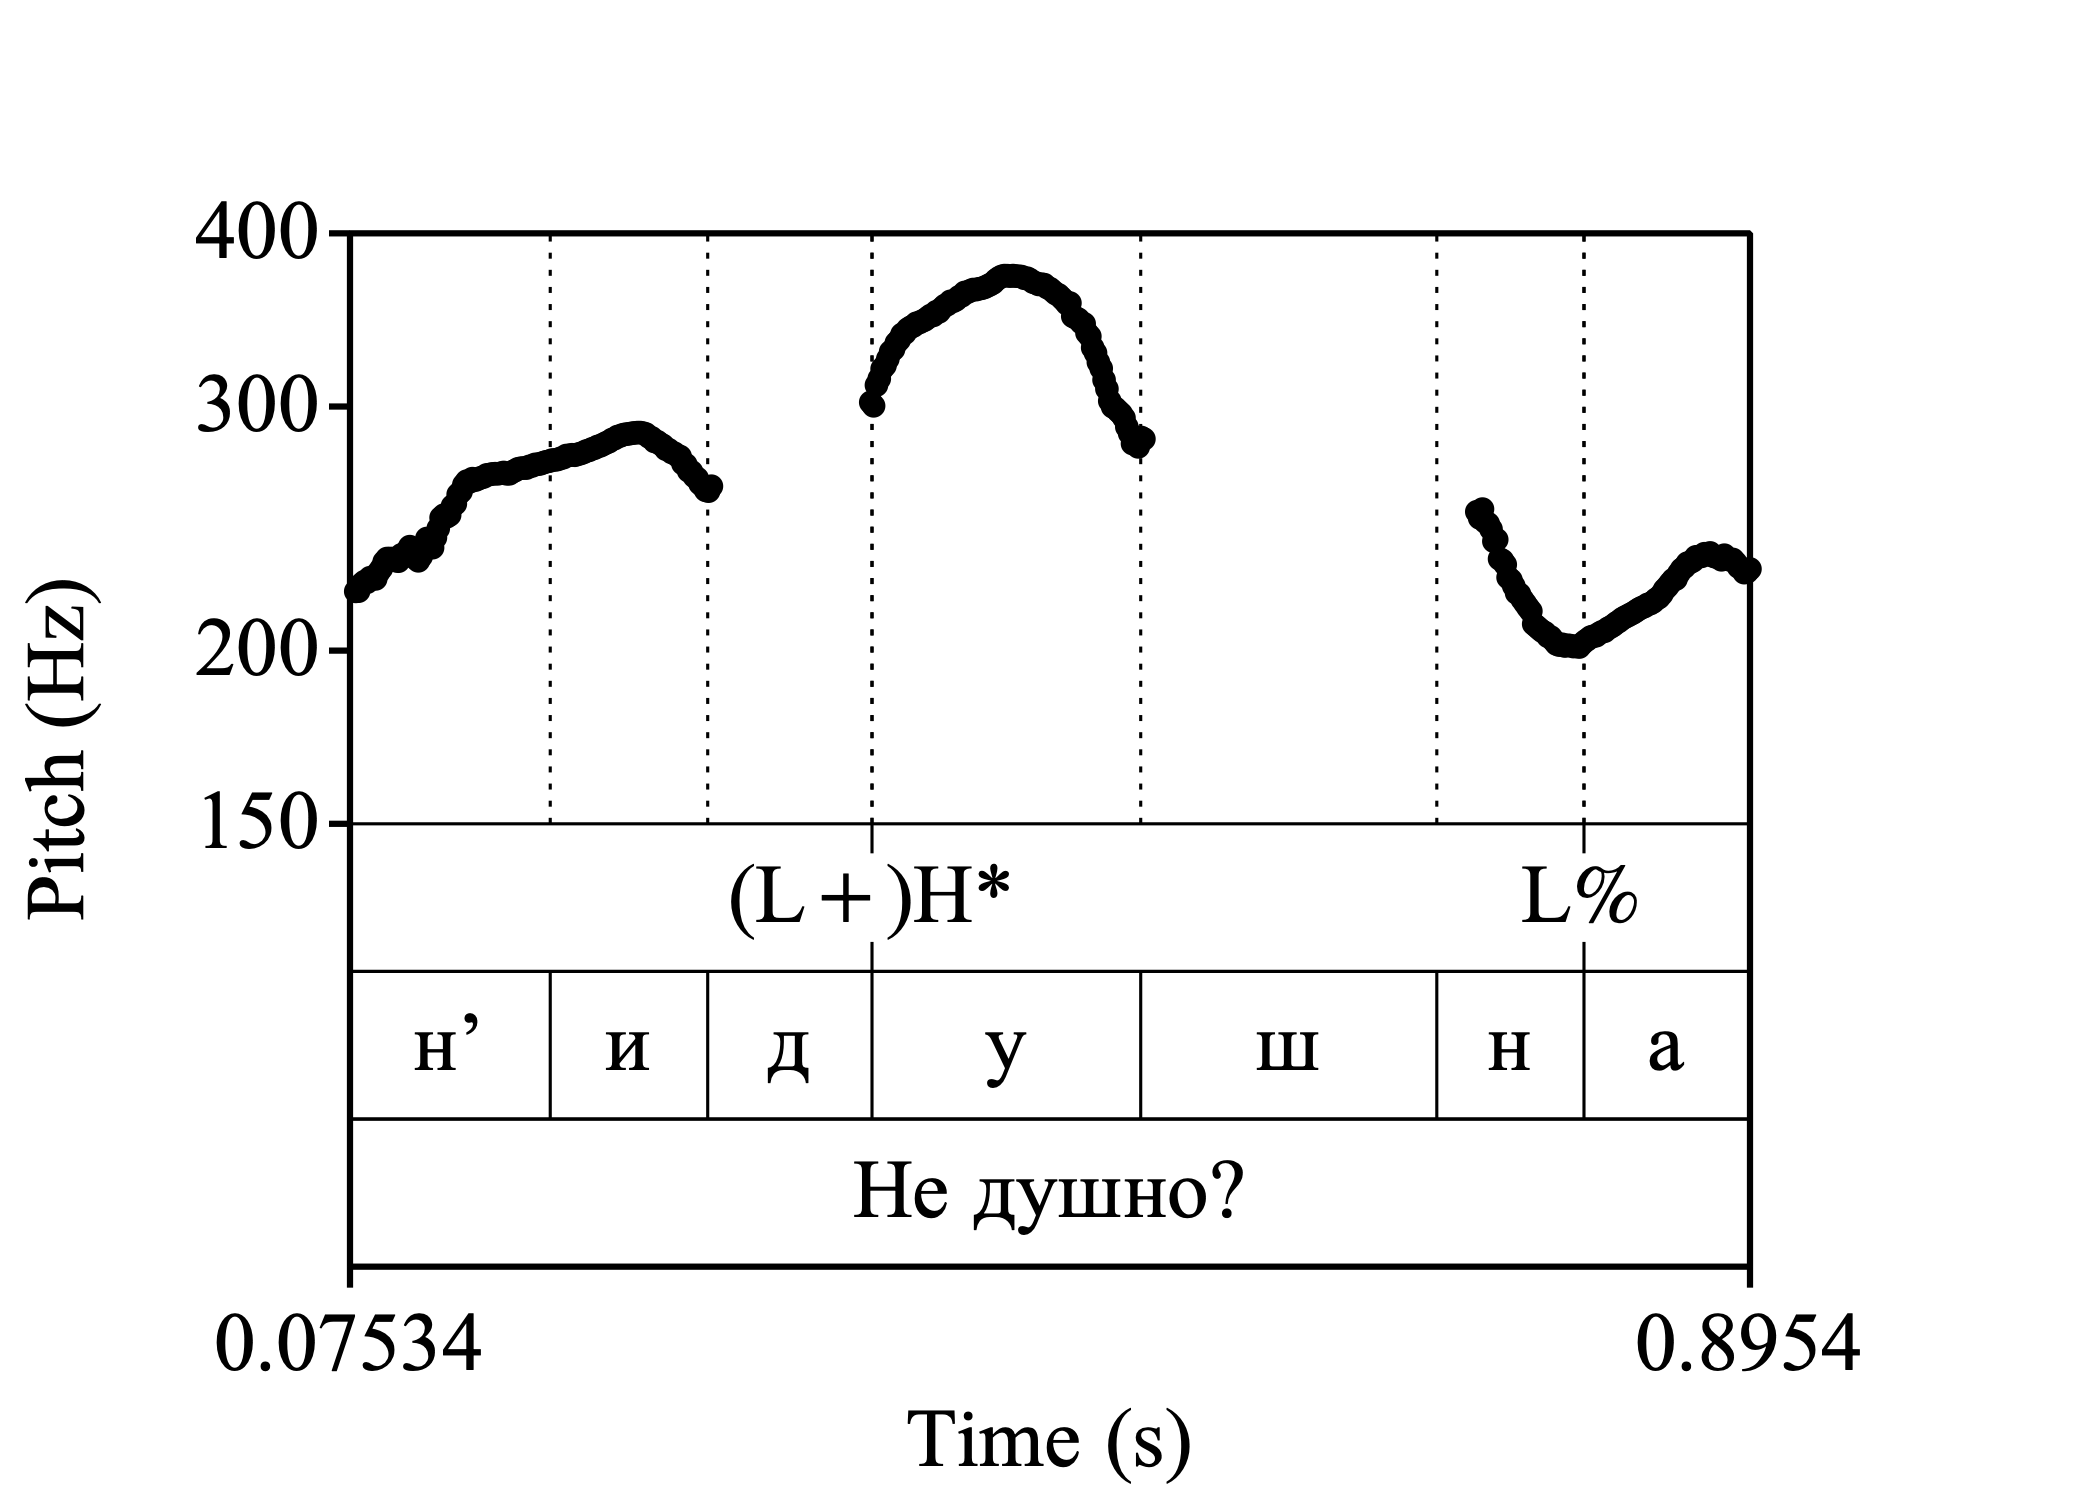 400
300
200
150
Pitch (Hz)
(L+)H* L%
н’ и д у ш н а
Не душно?
0.07534 0.8954
Time (s)